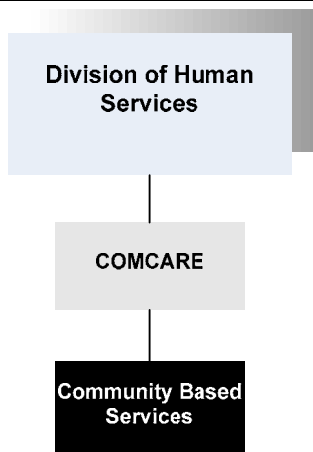 Division of Human
Services
COMCARE
Community Based
Services